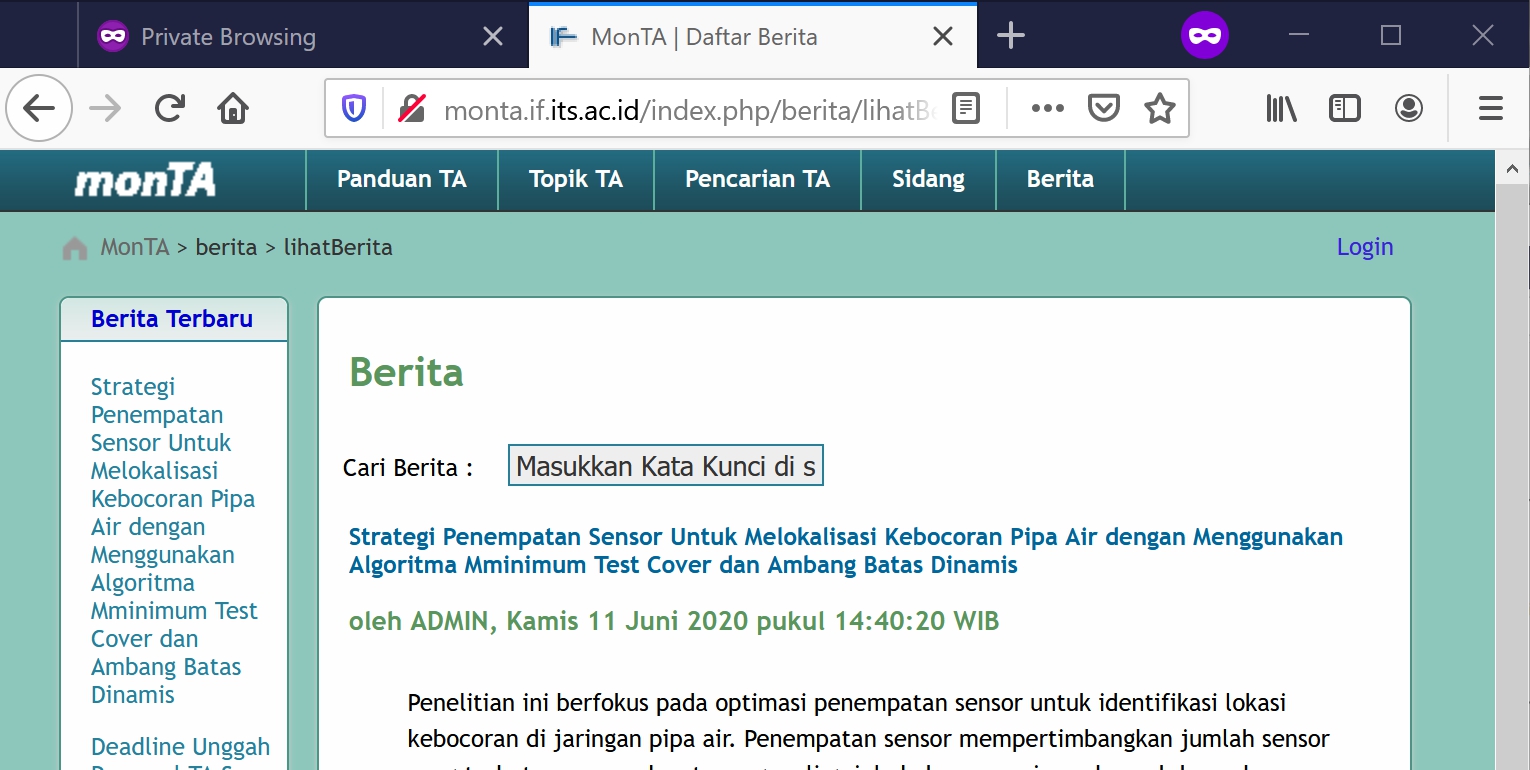 Private Browsing
MonTA | Daftar Berita
monta.if.its.ac.id/index.php/berita/lihatBe
monTA
Panduan TA
Topik TA
Pencarian TA
Sidang
Berita
MonTA > berita > lihatBerita
Login
Berita Terbaru
Strategi
Penempatan
Sensor Untuk
Melokalisasi
Kebocoran Pipa
Air dengan
Menggunakan
Algoritma
Mminimum Test
Cover dan
Ambang Batas
Dinamis
Deadline Unggah
Berita
Cari Berita :
Masukkan Kata Kunci di s
Strategi Penempatan Sensor Untuk Melokalisasi Kebocoran Pipa Air dengan Menggunakan
Algoritma Mminimum Test Cover dan Ambang Batas Dinamis
oleh ADMIN, Kamis 11 Juni 2020 pukul 14:40:20 WIB
Penelitian ini berfokus pada optimasi penempatan sensor untuk identifikasi lokasi
kebocoran di jaringan pipa air. Penempatan sensor mempertimbangkan jumlah sensor